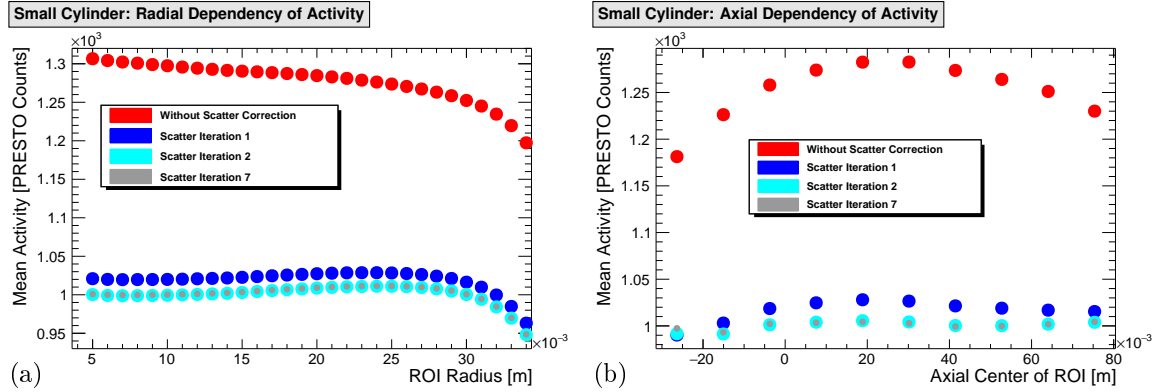 Small Cylinder: Radial Dependency of Activity
×10³
1.3
1.25
1.2
1.15
1.1
1.05
1
0.95
Mean Activity [PRESTO Counts]
Without Scatter Correction
Scatter Iteration 1
Scatter Iteration 2
Scatter Iteration 7
5 10 15 20 25 30
×10⁻³
ROI Radius [m]
(a)
Small Cylinder: Axial Dependency of Activity
×10³
1.25
1.2
1.15
1.1
1.05
1
Mean Activity [PRESTO Counts]
Without Scatter Correction
Scatter Iteration 1
Scatter Iteration 2
Scatter Iteration 7
−20 0 20 40 60 80
×10⁻³
Axial Center of ROI [m]
(b)